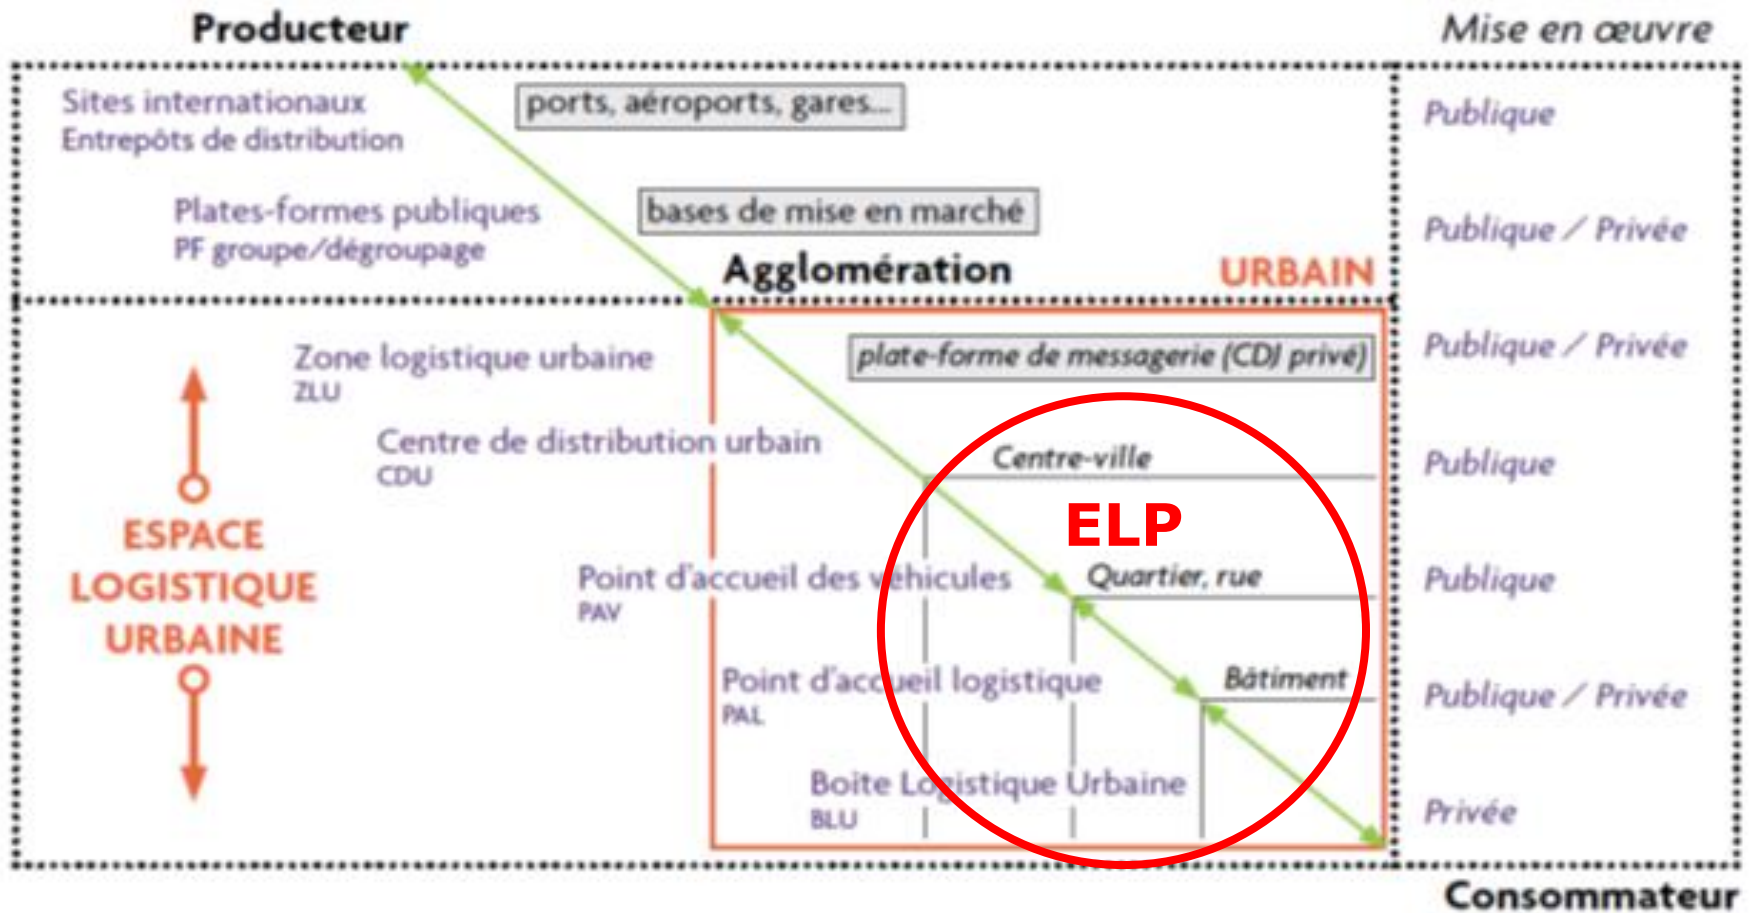 Producteur
Mise en œuvre
Sites internationaux
Entrepôts de distribution
ports, aéroports, gares...
Publique
Plates-formes publiques
PF groupe/dégroupage
bases de mise en marché
Publique / Privée
Agglomération
URBAIN
Zone logistique urbaine
ZLU
plate-forme de messagerie (CDJ privé)
Publique / Privée
Centre de distribution urbain
CDU
Centre-ville
Publique
ESPACE
LOGISTIQUE
URBAINE
ELP
Point d'accueil des véhicules
PAV
Quartier, rue
Publique
Point d'accueil logistique
PAL
Bâtiment
Publique / Privée
Boite Logistique Urbaine
BLU
Privée
Consommateur